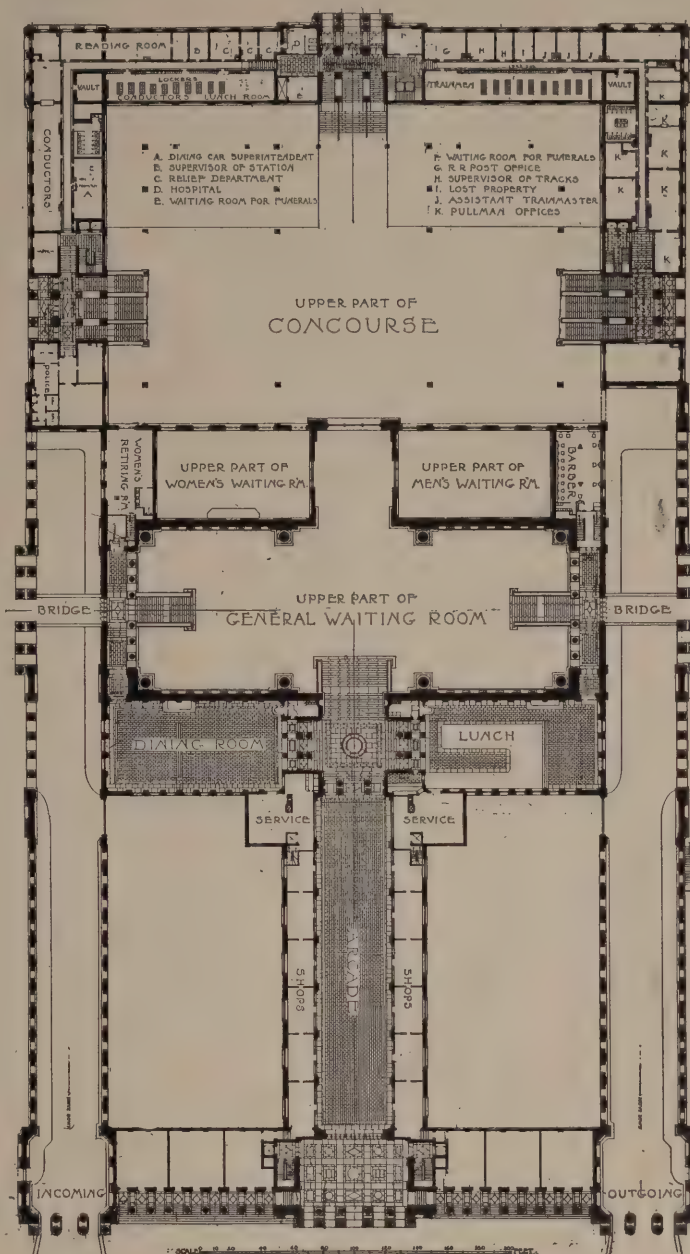 READING ROOM
B
I
C
C
C
D
F
G
H
H
I
J
J
J
VAULT
LOCKERS
CONDUCTORS LUNCH ROOM
E
TRAINMEN
VAULT
K
K
K
K
K
K
K
CONDUCTORS'
A
A. DINING CAR SUPERINTENDENT
B. SUPERVISOR OF STATION
C. RELIEF DEPARTMENT
D. HOSPITAL
E. WAITING ROOM FOR FUNERALS
F. WAITING ROOM FOR FUNERALS
G. R.R. POST OFFICE
H. SUPERVISOR OF TRACKS
I. LOST PROPERTY
J. ASSISTANT TRAINMASTER
K. PULLMAN OFFICES
UPPER PART OF
CONCOURSE
POLICE
WOMEN'S
RETIRING R'M.
UPPER PART OF
WOMEN'S WAITING R'M.
UPPER PART OF
MEN'S WAITING R'M.
BARBER
BRIDGE
UPPER PART OF
GENERAL WAITING ROOM
BRIDGE
DINING ROOM
LUNCH
SERVICE
SERVICE
SHOPS
ARCADE
SHOPS
INCOMING
OUTGOING
SCALE
FEET